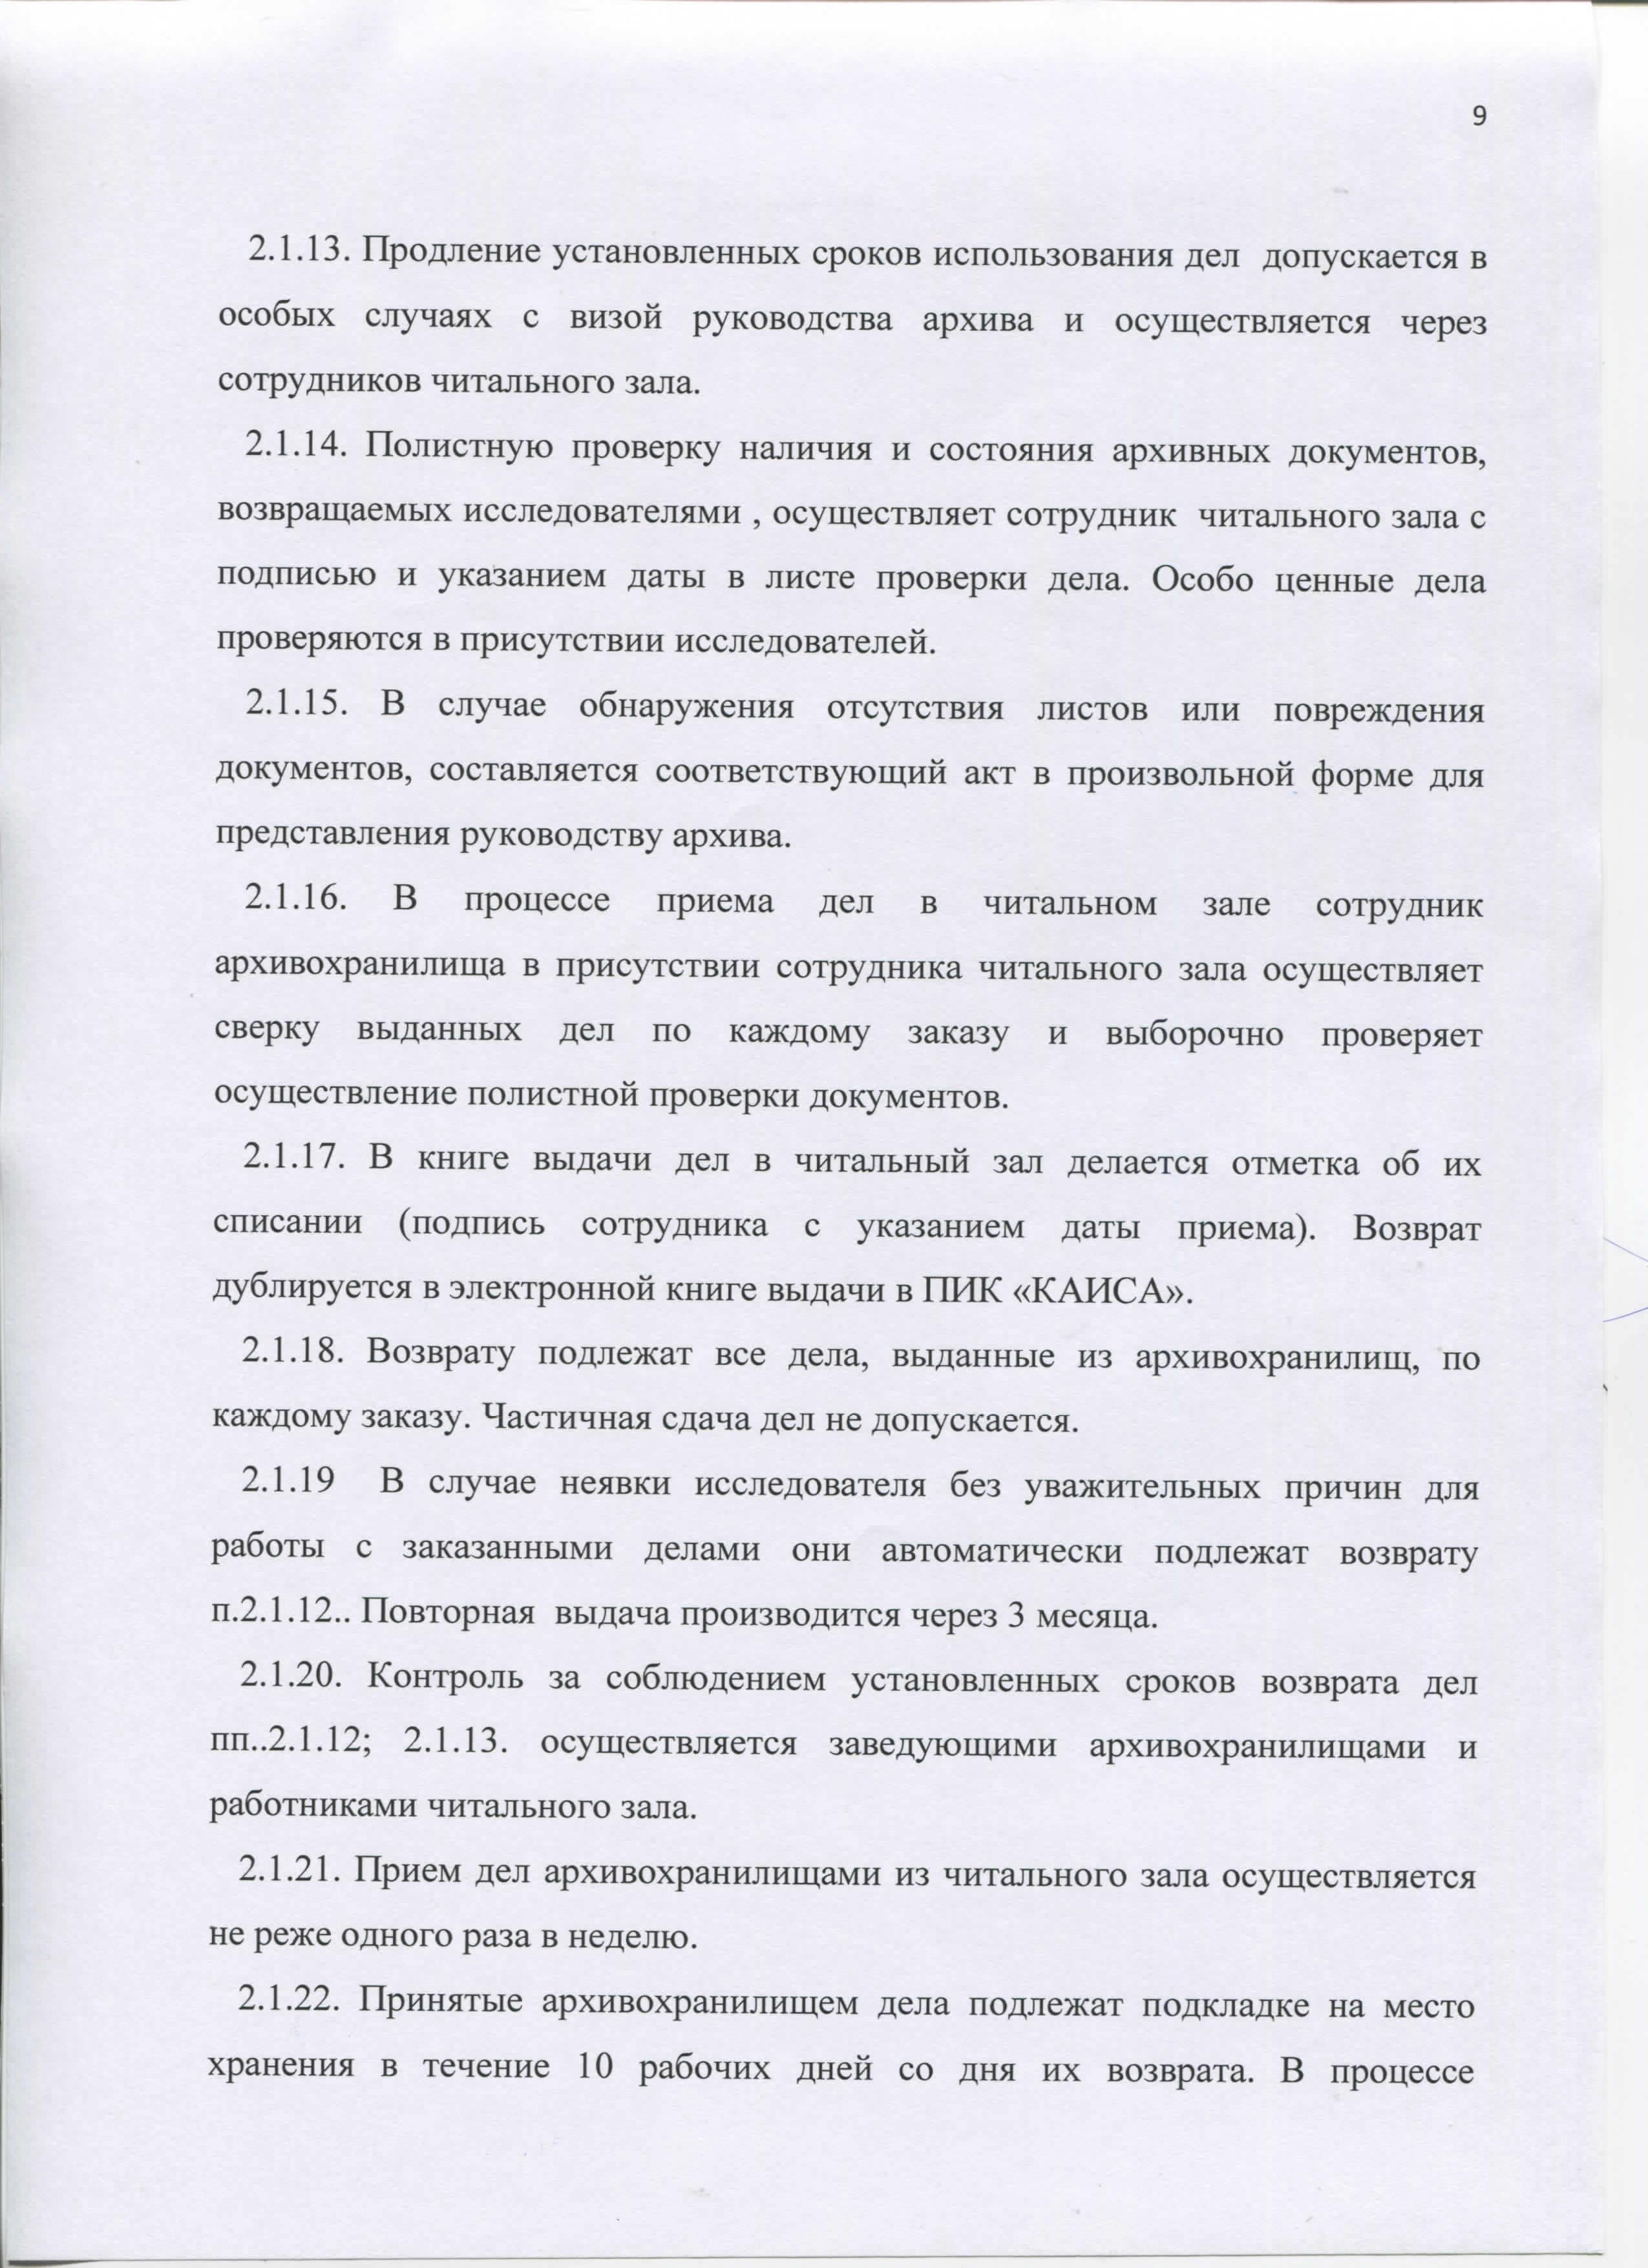 9
2.1.13. Продление установленных сроков использования дел допускается в
особых случаях с визой руководства архива и осуществляется через
сотрудников читального зала.
2.1.14. Полистную проверку наличия и состояния архивных документов,
возвращаемых исследователями , осуществляет сотрудник читального зала с
подписью и указанием даты в листе проверки дела. Особо ценные дела
проверяются в присутствии исследователей.
2.1.15. В случае обнаружения отсутствия листов или повреждения
документов, составляется соответствующий акт в произвольной форме для
представления руководству архива.
2.1.16. В процессе приема дел в читальном зале сотрудник
архивохранилища в присутствии сотрудника читального зала осуществляет
сверку выданных дел по каждому заказу и выборочно проверяет
осуществление полистной проверки документов.
2.1.17. В книге выдачи дел в читальный зал делается отметка об их
списании (подпись сотрудника с указанием даты приема). Возврат
дублируется в электронной книге выдачи в ПИК «КАИСА».
2.1.18. Возврату подлежат все дела, выданные из архивохранилищ, по
каждому заказу. Частичная сдача дел не допускается.
2.1.19 В случае неявки исследователя без уважительных причин для
работы с заказанными делами они автоматически подлежат возврату
п.2.1.12.. Повторная выдача производится через 3 месяца.
2.1.20. Контроль за соблюдением установленных сроков возврата дел
пп..2.1.12; 2.1.13. осуществляется заведующими архивохранилищами и
работниками читального зала.
2.1.21. Прием дел архивохранилищами из читального зала осуществляется
не реже одного раза в неделю.
2.1.22. Принятые архивохранилищем дела подлежат подкладке на место
хранения в течение 10 рабочих дней со дня их возврата. В процессе